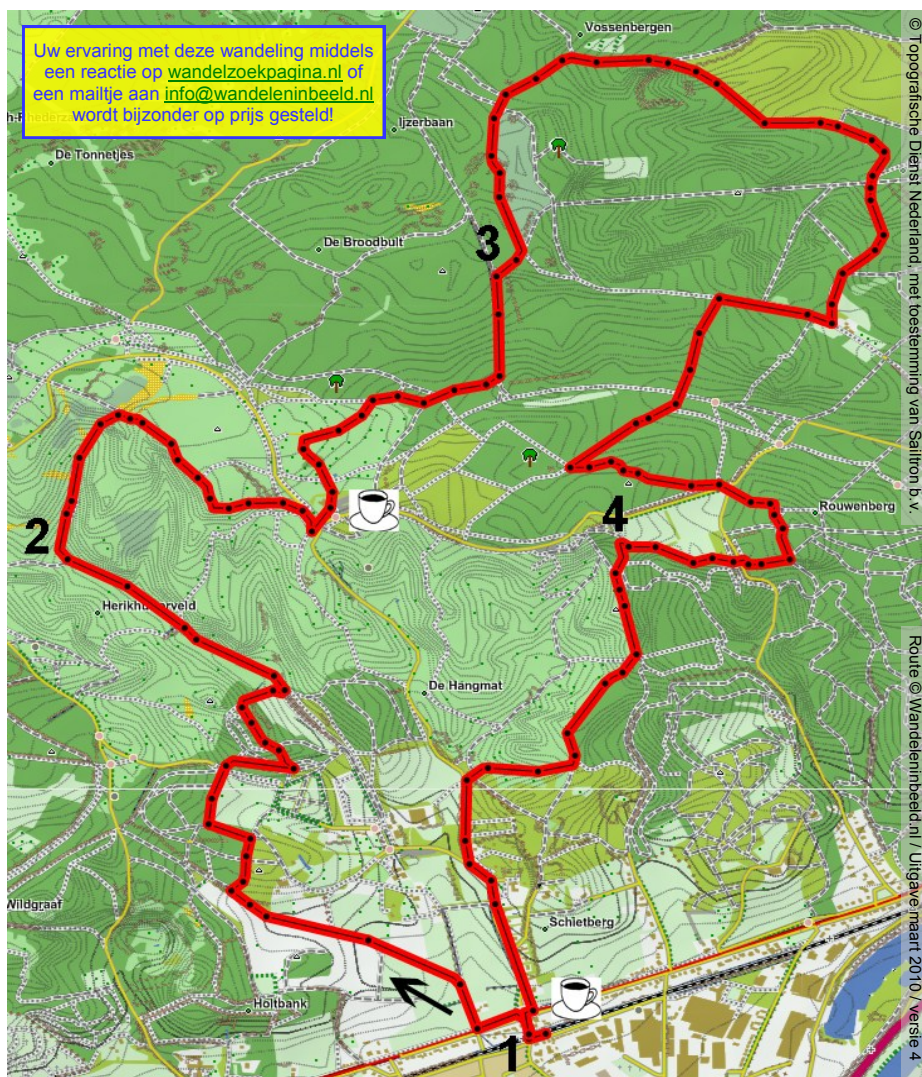 Uw ervaring met deze wandeling middels
een reactie op wandelzoekpagina.nl of
een mailtje aan info@wandeleninbeeld.nl
wordt bijzonder op prijs gesteld!
Vossenbergen
Ijzerbaan
De Tonnetjes
De Broodbult
3
2
4
Rouwenberg
De Hangmat
Wildgraaf
Schietberg
Holtbank
1
© Topografische Dienst Nederland, met toestemming van Sailtron b.v.
Route © Wandeleninbeeld.nl / Uitgave maart 2010, versie 4